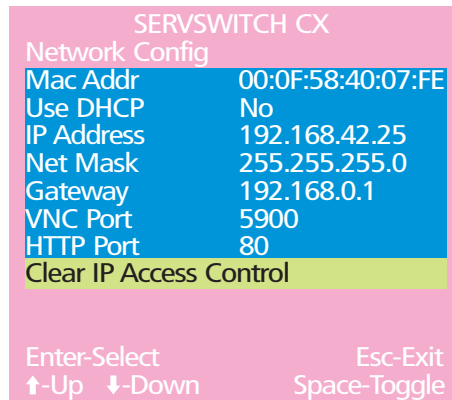 SERVSWITCH CX
Network Config
Mac Addr 00:0F:58:40:07:FE
Use DHCP No
IP Address 192.168.42.25
Net Mask 255.255.255.0
Gateway 192.168.0.1
VNC Port 5900
HTTP Port 80
Clear IP Access Control
Enter-Select Esc-Exit
↑-Up ↓-Down Space-Toggle